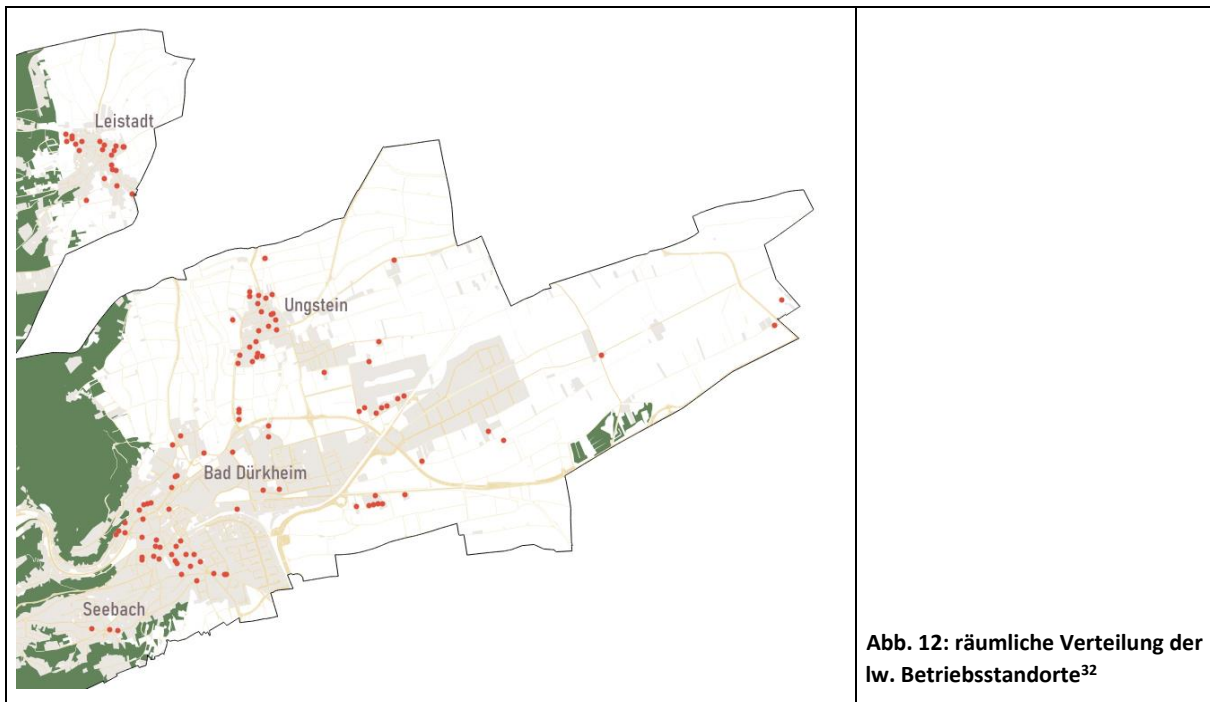 Leistadt
Ungstein
Bad Dürkheim
Seebach
Abb. 12: räumliche Verteilung der
lw. Betriebsstandorte³²